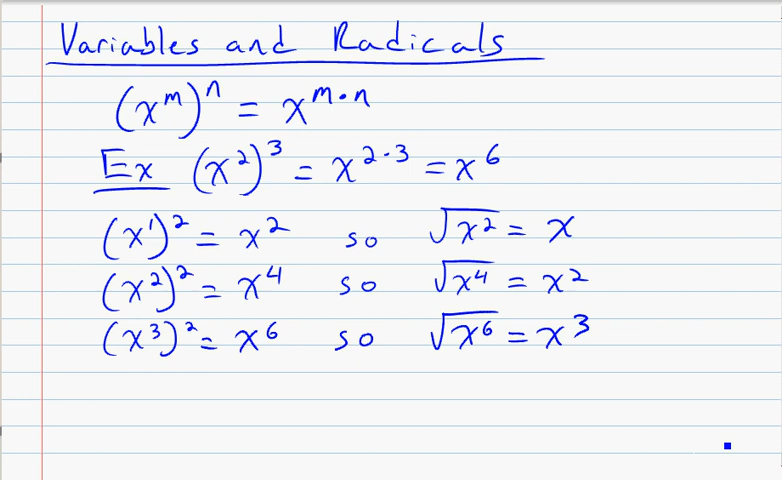 Variables and Radicals
(x^m)^n = x^{m·n}
Ex (x^2)^3 = x^{2·3} = x^6
(x^1)^2 = x^2 so √x^2 = x
(x^2)^2 = x^4 so √x^4 = x^2
(x^3)^2 = x^6 so √x^6 = x^3